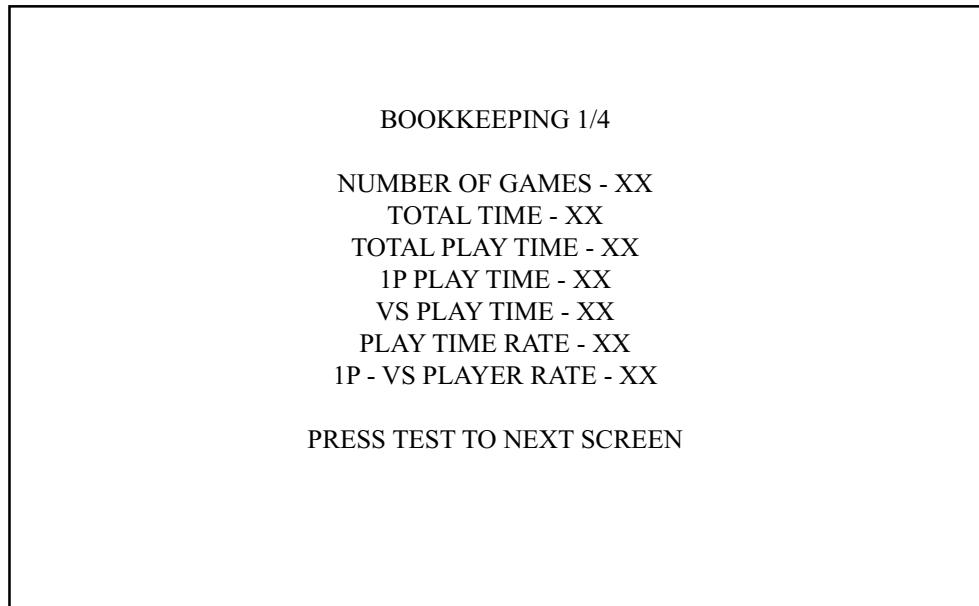 BOOKKEEPING 1/4
NUMBER OF GAMES - XX
TOTAL TIME - XX
TOTAL PLAY TIME - XX
1P PLAY TIME - XX
VS PLAY TIME - XX
PLAY TIME RATE - XX
1P - VS PLAYER RATE - XX
PRESS TEST TO NEXT SCREEN